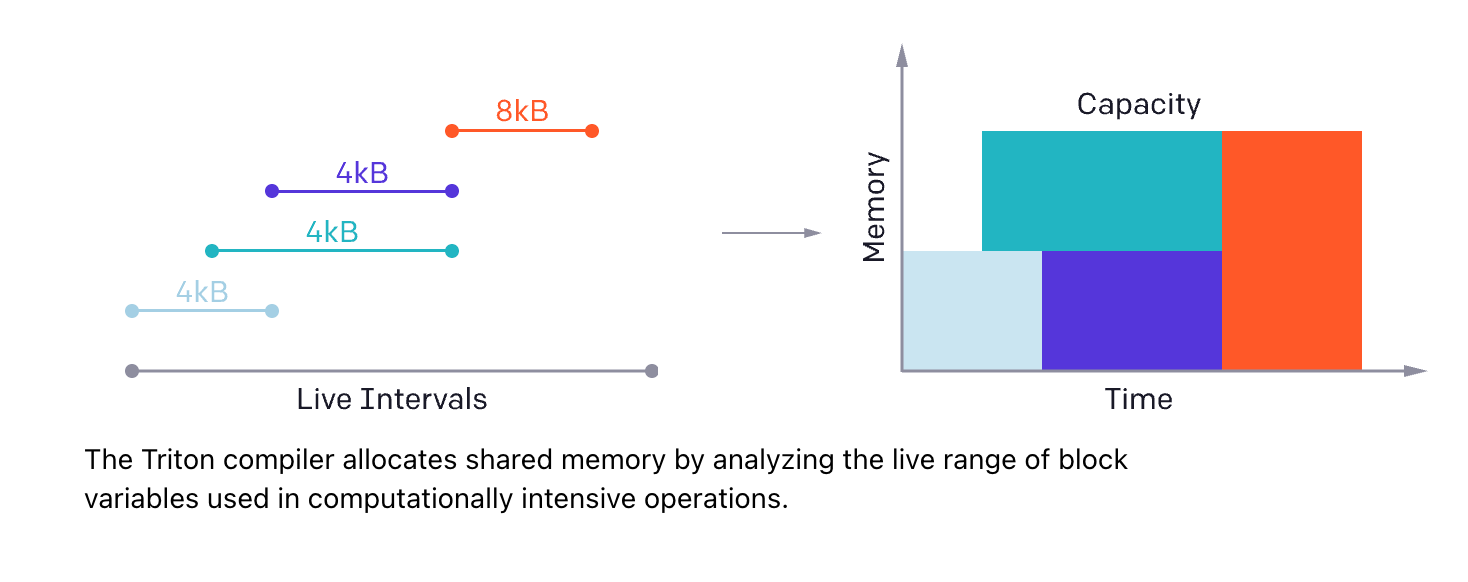 8kB
4kB
4kB
4kB
Live Intervals
Capacity
Memory
Time
The Triton compiler allocates shared memory by analyzing the live range of block
variables used in computationally intensive operations.